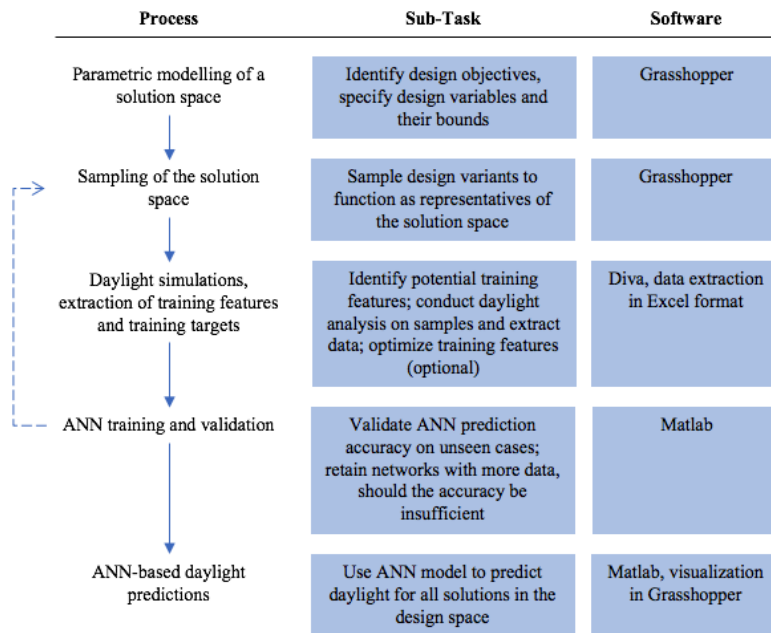 Process Sub-Task Software
Parametric modelling of a
solution space
Identify design objectives,
specify design variables and
their bounds
Grasshopper
Sampling of the solution
space
Sample design variants to
function as representatives of
the solution space
Grasshopper
Daylight simulations,
extraction of training features
and training targets
Identify potential training
features; conduct daylight
analysis on samples and extract
data; optimize training features
(optional)
Diva, data extraction
in Excel format
ANN training and validation
Validate ANN prediction
accuracy on unseen cases;
retain networks with more data,
should the accuracy be
insufficient
Matlab
ANN-based daylight
predictions
Use ANN model to predict
daylight for all solutions in the
design space
Matlab, visualization
in Grasshopper